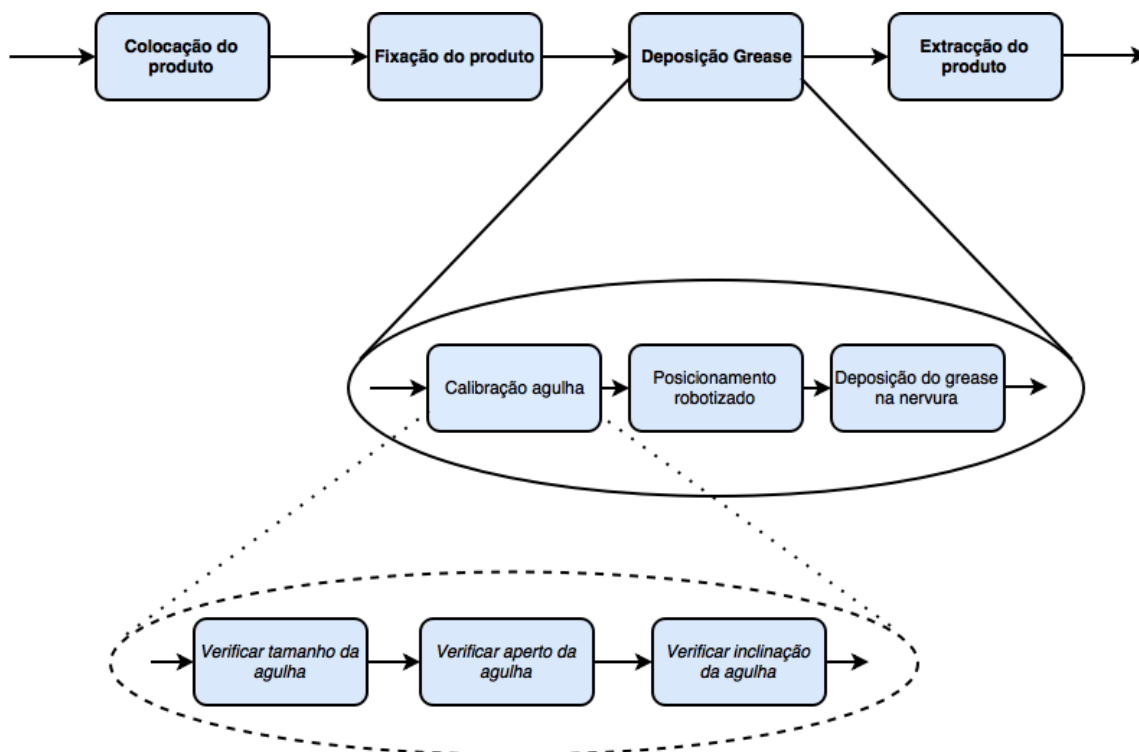 Colocação do
produto
Fixação do produto
Deposição Grease
Extracção do
produto
Calibração agulha
Posicionamento
robotizado
Deposição do grease
na nervura
Verificar tamanho da
agulha
Verificar aperto da
agulha
Verificar inclinação
da agulha